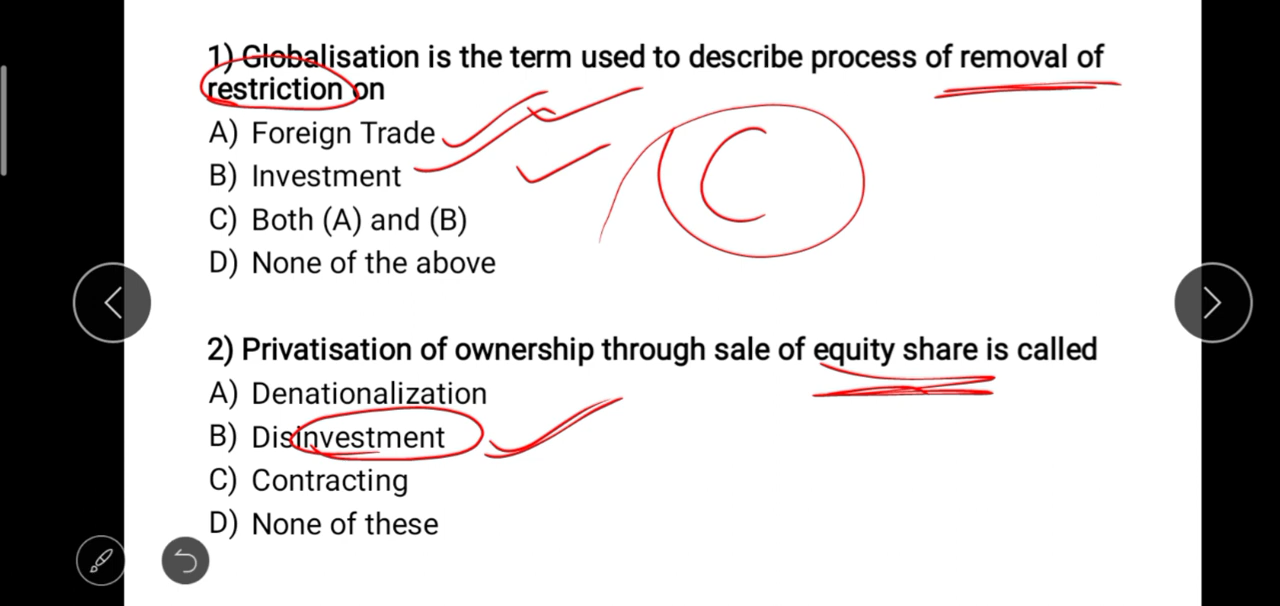 1) Globalisation is the term used to describe process of removal of
restriction on
A) Foreign Trade
B) Investment
C) Both (A) and (B)
D) None of the above
C
2) Privatisation of ownership through sale of equity share is called
A) Denationalization
B) Disinvestment
C) Contracting
D) None of these